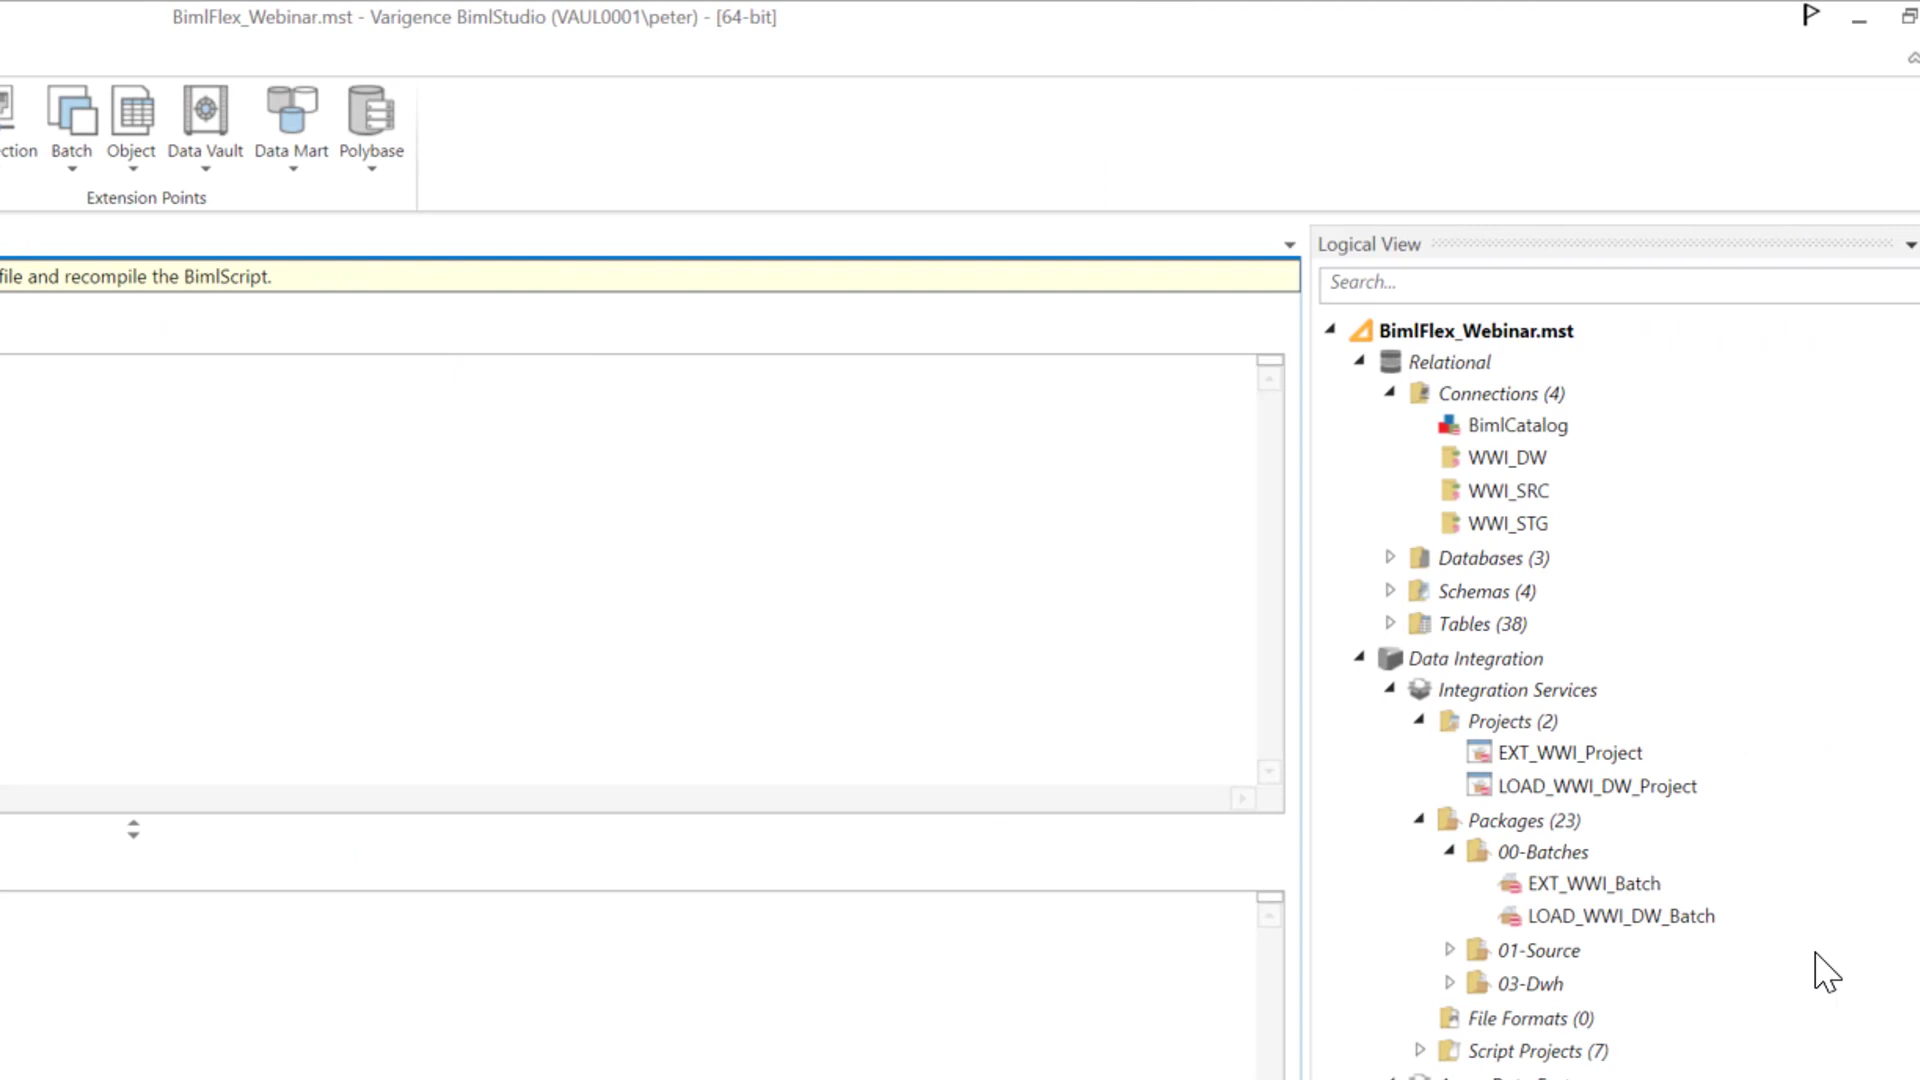 BimlFlex_Webinar.mst - Varigence BimlStudio (VAUL0001\peter) - [64-bit]
ction Batch Object Data Vault Data Mart Polybase
Extension Points
file and recompile the BimlScript.
Logical View
Search...
BimlFlex_Webinar.mst
Relational
Connections (4)
BimlCatalog
WWI_DW
WWI_SRC
WWI_STG
Databases (3)
Schemas (4)
Tables (38)
Data Integration
Integration Services
Projects (2)
EXT_WWI_Project
LOAD_WWI_DW_Project
Packages (23)
00-Batches
EXT_WWI_Batch
LOAD_WWI_DW_Batch
01-Source
03-Dwh
File Formats (0)
Script Projects (7)